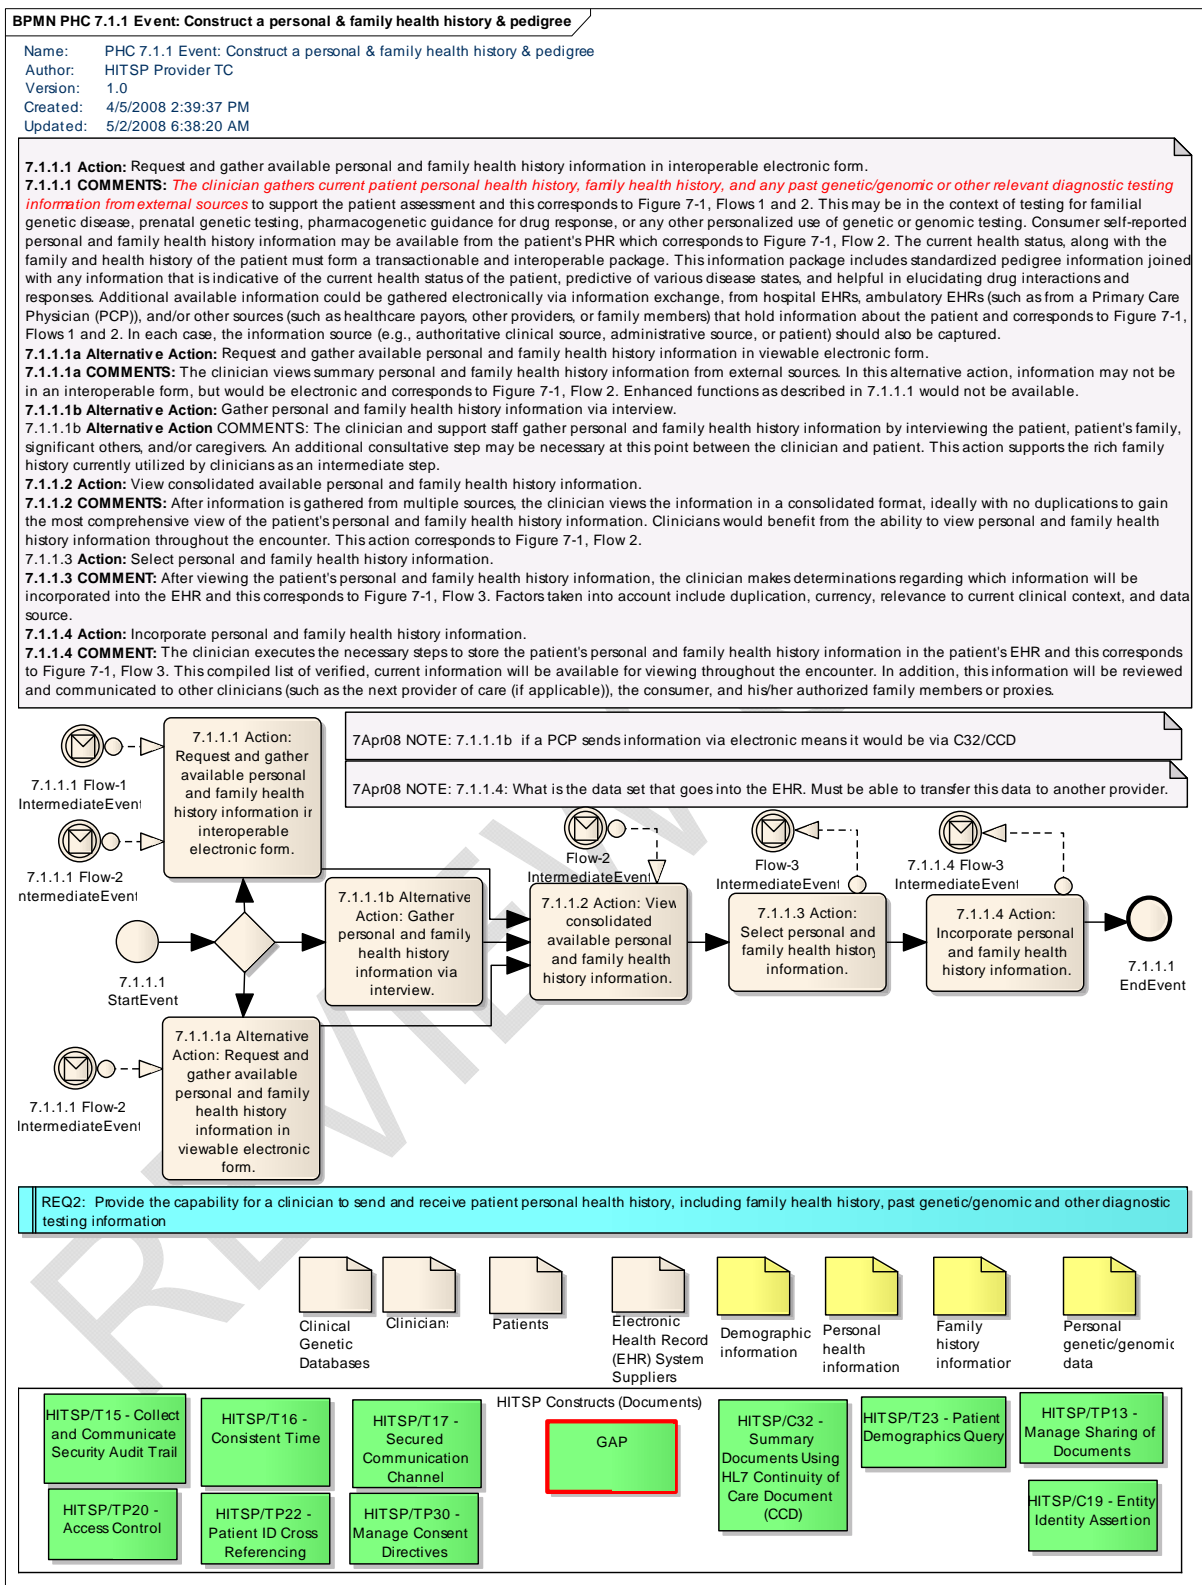 BPMN PHC 7.1.1 Event: Construct a personal & family health history & pedigree
Name: PHC 7.1.1 Event: Construct a personal & family health history & pedigree
Author: HITSP Provider TC
Version: 1.0
Created: 4/5/2008 2:39:37 PM
Updated: 5/2/2008 6:38:20 AM
7.1.1.1 Action: Request and gather available personal and family health history information in interoperable electronic form.
7.1.1.1 COMMENTS: The clinician gathers current patient personal health history, family health history, and any past genetic/genomic or other relevant diagnostic testing
information from external sources to support the patient assessment and this corresponds to Figure 7-1, Flows 1 and 2. This may be in the context of testing for familial
genetic disease, prenatal genetic testing, pharmacogenetic guidance for drug response, or any other personalized use of genetic or genomic testing. Consumer self-reported
personal and family health history information may be available from the patient's PHR which corresponds to Figure 7-1, Flow 2. The current health status, along with the
family and health history of the patient must form a transactionable and interoperable package. This information package includes standardized pedigree information joined
with any information that is indicative of the current health status of the patient, predictive of various disease states, and helpful in elucidating drug interactions and
responses. Additional available information could be gathered electronically via information exchange, from hospital EHRs, ambulatory EHRs (such as from a Primary Care
Physician (PCP)), and/or other sources (such as healthcare payors, other providers, or family members) that hold information about the patient and corresponds to Figure 7-1,
Flows 1 and 2. In each case, the information source (e.g., authoritative clinical source, administrative source, or patient) should also be captured.
7.1.1.1a Alternative Action: Request and gather available personal and family health history information in viewable electronic form.
7.1.1.1a COMMENTS: The clinician views summary personal and family health history information from external sources. In this alternative action, information may not be
in an interoperable form, but would be electronic and corresponds to Figure 7-1, Flow 2. Enhanced functions as described in 7.1.1.1 would not be available.
7.1.1.1b Alternative Action: Gather personal and family health history information via interview.
7.1.1.1b Alternative Action COMMENTS: The clinician and support staff gather personal and family health history information by interviewing the patient, patient's family,
significant others, and/or caregivers. An additional consultative step may be necessary at this point between the clinician and patient. This action supports the rich family
history currently utilized by clinicians as an intermediate step.
7.1.1.2 Action: View consolidated available personal and family health history information.
7.1.1.2 COMMENTS: After information is gathered from multiple sources, the clinician views the information in a consolidated format, ideally with no duplications to gain
the most comprehensive view of the patient's personal and family health history information. Clinicians would benefit from the ability to view personal and family health
history information throughout the encounter. This action corresponds to Figure 7-1, Flow 2.
7.1.1.3 Action: Select personal and family health history information.
7.1.1.3 COMMENT: After viewing the patient's personal and family health history information, the clinician makes determinations regarding which information will be
incorporated into the EHR and this corresponds to Figure 7-1, Flow 3. Factors taken into account include duplication, currency, relevance to current clinical context, and data
source.
7.1.1.4 Action: Incorporate personal and family health history information.
7.1.1.4 COMMENT: The clinician executes the necessary steps to store the patient's personal and family health history information in the patient's EHR and this corresponds
to Figure 7-1, Flow 3. This compiled list of verified, current information will be available for viewing throughout the encounter. In addition, this information will be reviewed
and communicated to other clinicians (such as the next provider of care (if applicable)), the consumer, and his/her authorized family members or proxies.
7.1.1.1 Flow-1
IntermediateEvent
7.1.1.1 Flow-2
ntermediateEvent
7.1.1.1 Action:
Request and gather
available personal
and family health
history information ir
interoperable
electronic form.
7Apr08 NOTE: 7.1.1.1b if a PCP sends information via electronic means it would be via C32/CCD
7Apr08 NOTE: 7.1.1.4: What is the data set that goes into the EHR. Must be able to transfer this data to another provider.
Flow-2
IntermediateEvent
Flow-3
IntermediateEvent
7.1.1.4 Flow-3
IntermediateEvent
7.1.1.1
StartEvent
7.1.1.1b Alternative
Action: Gather
personal and family
health history
information via
interview.
7.1.1.2 Action: View
consolidated
available personal
and family health
history information.
7.1.1.3 Action:
Select personal and
family health history
information.
7.1.1.4 Action:
Incorporate personal
and family health
history information.
7.1.1.1
EndEvent
7.1.1.1 Flow-2
IntermediateEvent
7.1.1.1a Alternative
Action: Request and
gather available
personal and family
health history
information in
viewable electronic
form.
REVIEW
REQ2: Provide the capability for a clinician to send and receive patient personal health history, including family health history, past genetic/genomic and other diagnostic
testing information
Clinical
Genetic
Databases
Clinicians
Patients
Electronic
Health Record
(EHR) System
Suppliers
Demographic
information
Personal
health
information
Family
history
information
Personal
genetic/genomic
data
HITSP Constructs (Documents)
HITSP/T15 - Collect
and Communicate
Security Audit Trail
HITSP/T16 -
Consistent Time
HITSP/T17 -
Secured
Communication
Channel
GAP
HITSP/C32 -
Summary
Documents Using
HL7 Continuity of
Care Document
(CCD)
HITSP/T23 - Patient
Demographics Query
HITSP/TP13 -
Manage Sharing of
Documents
HITSP/TP20 -
Access Control
HITSP/TP22 -
Patient ID Cross
Referencing
HITSP/TP30 -
Manage Consent
Directives
HITSP/C19 - Entity
Identity Assertion